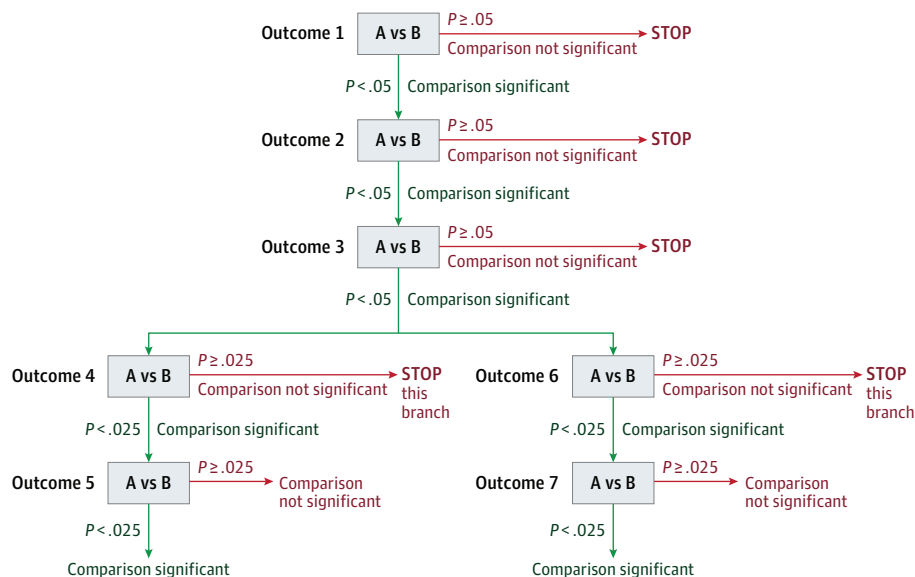 Outcome 1 A vs B P ≥ .05 STOP
Comparison not significant
P < .05 Comparison significant
Outcome 2 A vs B P ≥ .05 STOP
Comparison not significant
P < .05 Comparison significant
Outcome 3 A vs B P ≥ .05 STOP
Comparison not significant
P < .05 Comparison significant
Outcome 4 A vs B P ≥ .025
Comparison not significant
STOP
this
branch
P < .025 Comparison significant
Outcome 5 A vs B P ≥ .025
Comparison
not significant
P < .025
Comparison significant
Outcome 6 A vs B P ≥ .025
Comparison not significant
STOP
this
branch
P < .025 Comparison significant
Outcome 7 A vs B P ≥ .025
Comparison
not significant
P < .025
Comparison significant